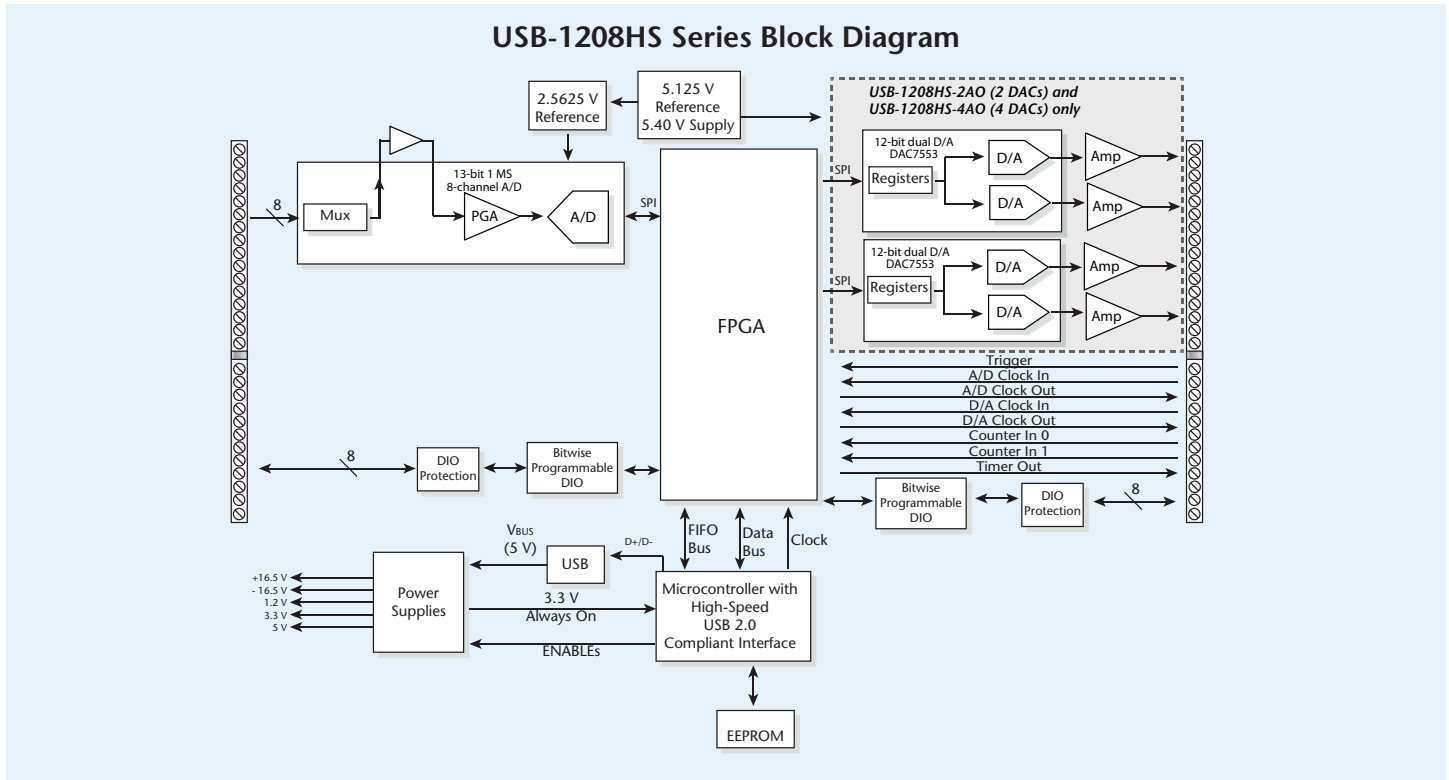 USB-1208HS Series Block Diagram
2.5625 V
Reference
5.125 V
Reference
5.40 V Supply
USB-1208HS-2AO (2 DACs) and
USB-1208HS-4AO (4 DACs) only
8
Mux
13-bit 1 MS
8-channel A/D
PGA
A/D
SPI
FPGA
SPI
12-bit dual D/A
DAC7553
Registers
D/A
D/A
Amp
Amp
SPI
12-bit dual D/A
DAC7553
Registers
D/A
D/A
Amp
Amp
Trigger
A/D Clock In
A/D Clock Out
D/A Clock In
D/A Clock Out
Counter In 0
Counter In 1
Timer Out
8
DIO
Protection
Bitwise
Programmable
DIO
Bitwise
Programmable
DIO
DIO
Protection
8
FIFO
Bus
Data
Bus
Clock
VBUS
(5 V)
USB
D+/D-
+16.5 V
- 16.5 V
1.2 V
3.3 V
5 V
Power
Supplies
3.3 V
Always On
ENABLEs
Microcontroller with
High-Speed
USB 2.0
Compliant Interface
EEPROM